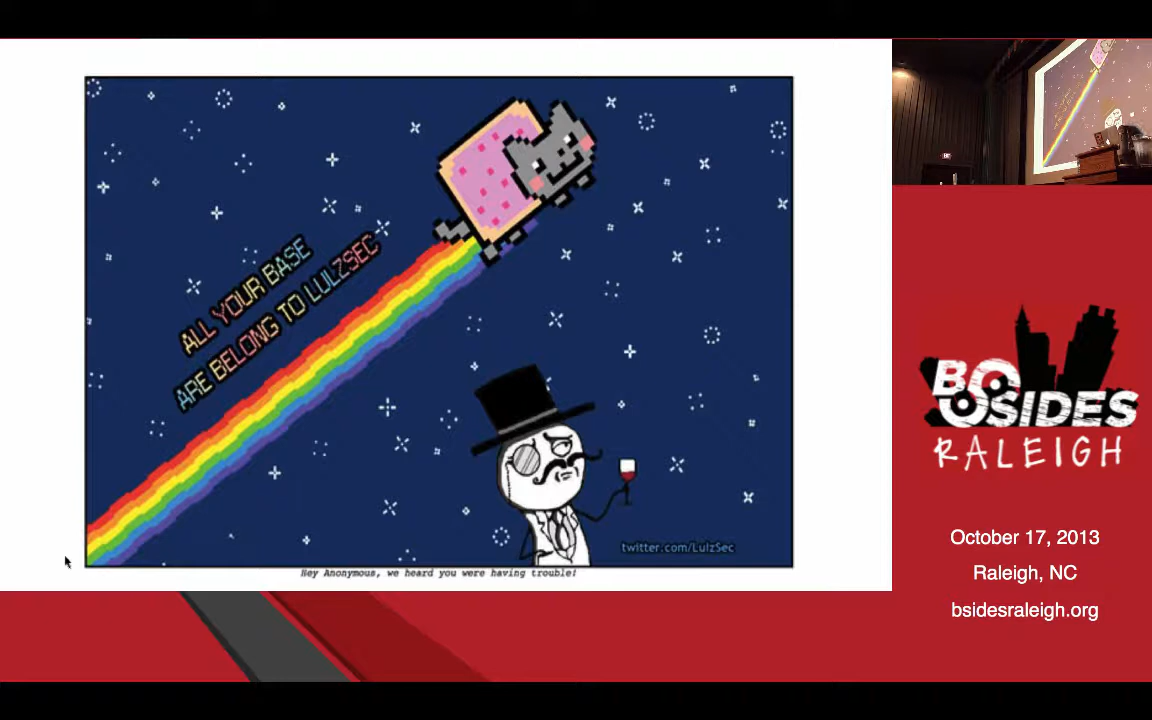 ALL YOUR BASE
ARE BELONG TO LULZSEC
twitter.com/LulzSec
Hey Anonymous, we heard you were having trouble!
BSIDES
RALEIGH
October 17, 2013
Raleigh, NC
bsidesraleigh.org